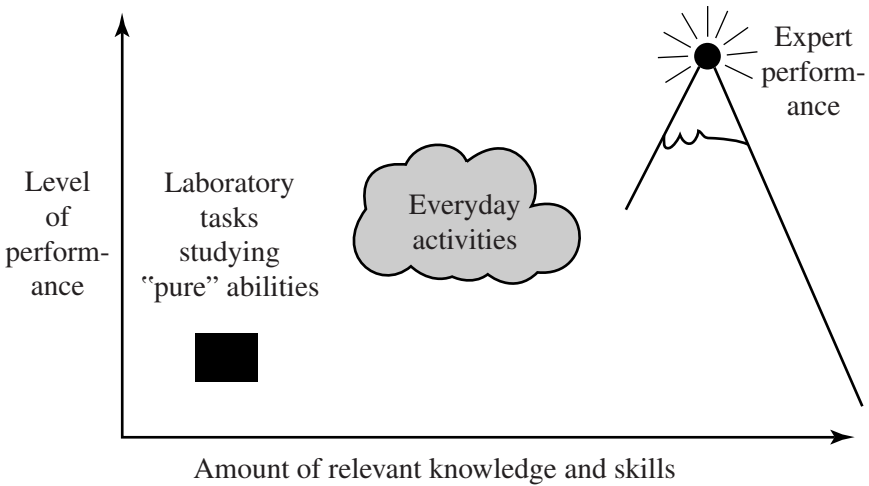 Expert
perform-
ance
Level
of
perform-
ance
Laboratory
tasks
studying
“pure” abilities
Everyday
activities
Amount of relevant knowledge and skills